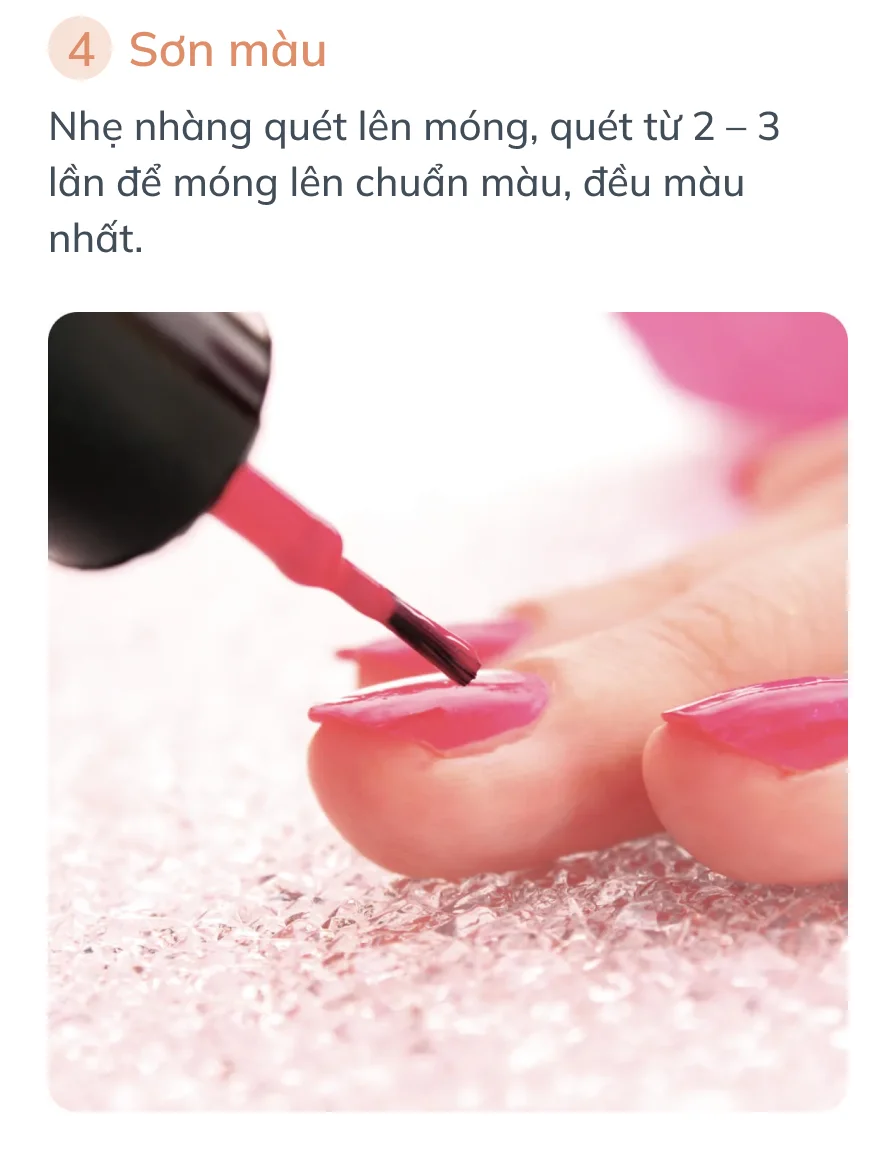 4 Sơn màu
Nhẹ nhàng quét lên móng, quét từ 2 – 3
lần để móng lên chuẩn màu, đều màu
nhất.